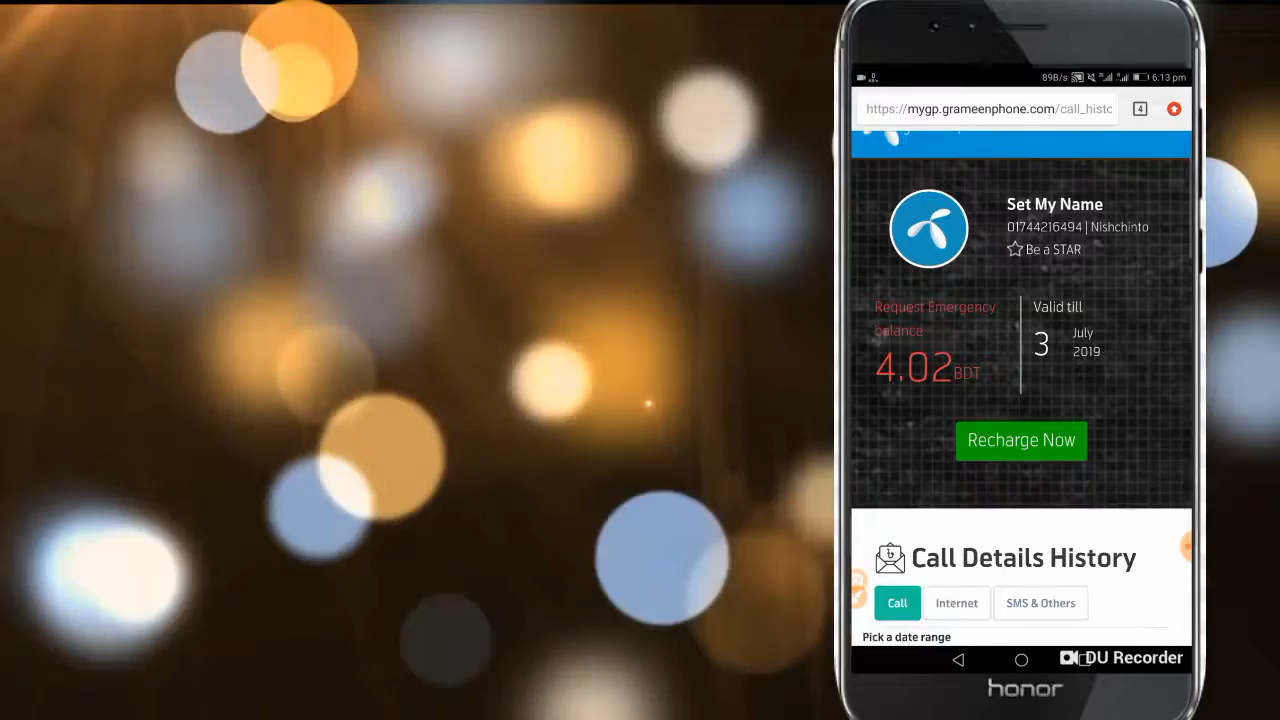 89B/s 6:13 pm
https://mygp.grameenphone.com/call_histc
4
Set My Name
01744216494 | Nishchinto
Be a STAR
Request Emergency
balance
4.02 BDT
Valid till
3 July
2019
Recharge Now
Call Details History
Call Internet SMS & Others
Pick a date range
DU Recorder
honor